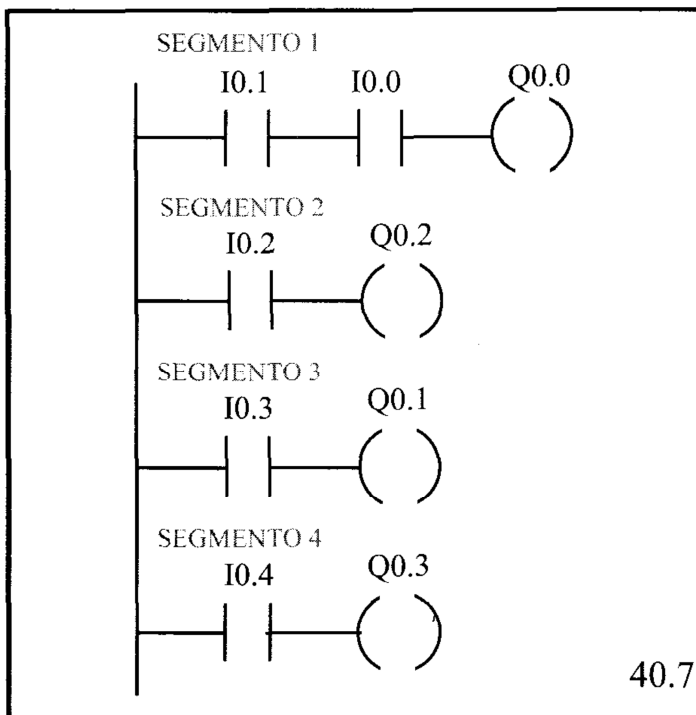 SEGMENTO 1
I0.1 I0.0 Q0.0
SEGMENTO 2
I0.2 Q0.2
SEGMENTO 3
I0.3 Q0.1
SEGMENTO 4
I0.4 Q0.3
40.7